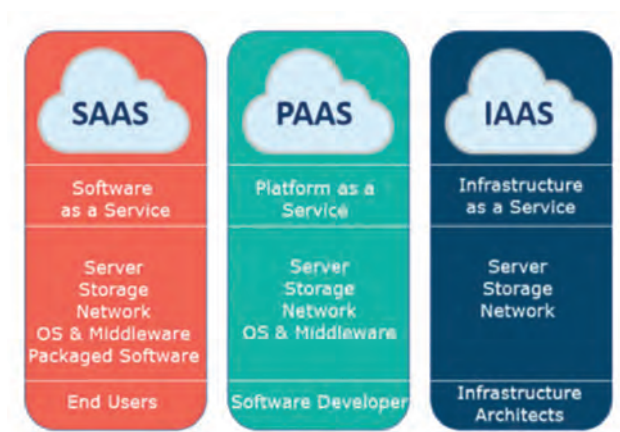 SAAS
Software
as a Service
Server
Storage
Network
OS & Middleware
Packaged Software
End Users
PAAS
Platform as a
Service
Server
Storage
Network
OS & Middleware
Software Developer
IAAS
Infrastructure
as a Service
Server
Storage
Network
Infrastructure
Architects